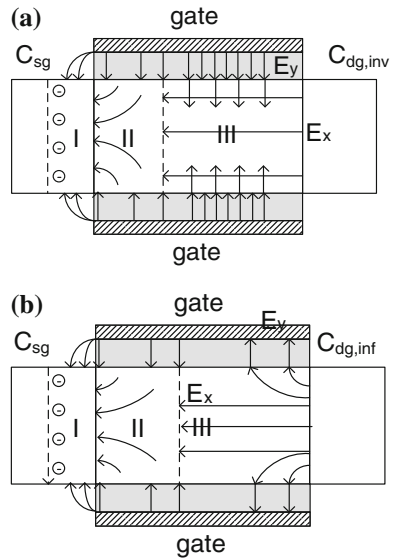 (a)
gate
C_sg
C_dg,inv
E_y
I
II
III
E_x
gate
(b)
gate
E_y
C_sg
C_dg,inf
E_x
I
II
III
gate